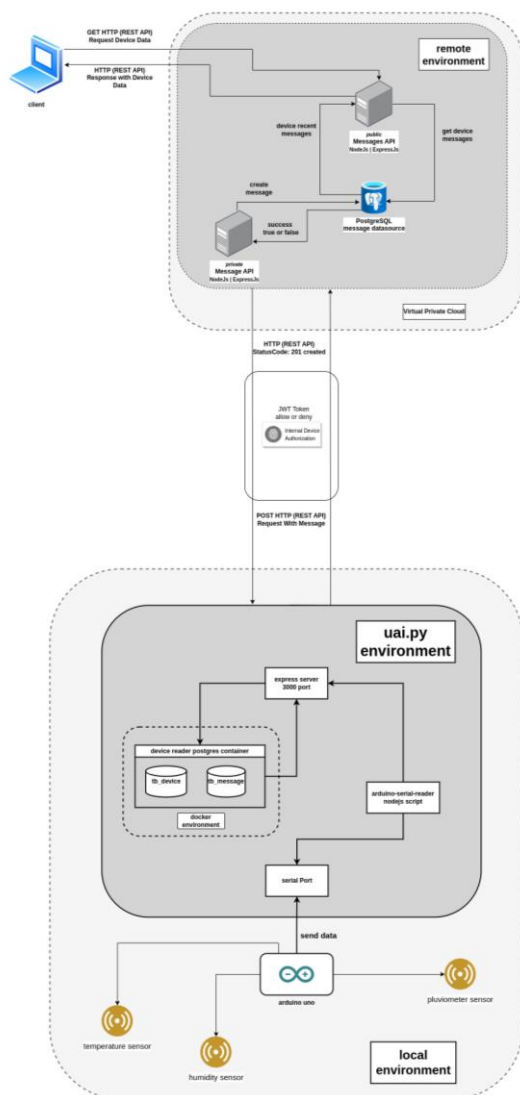 GET HTTP (REST API)
Request Device Data
HTTP (REST API)
Response with Device
Data
client
remote
environment
public
Messages API
NodeJs | ExpressJs
device recent
messages
get device
messages
create
message
PostgreSQL
message datasource
success
true or false
private
Message API
NodeJs | ExpressJs
Virtual Private Cloud
HTTP (REST API)
StatusCode: 201 created
JWT Token
allow or deny
Internal Device
Authorization
POST HTTP (REST API)
Request With Message
uai.py
environment
express server
3000 port
device reader postgres container
tb_device
tb_message
docker
environment
arduino-serial-reader
nodejs script
serial Port
send data
arduino uno
pluviometer sensor
temperature sensor
humidity sensor
local
environment